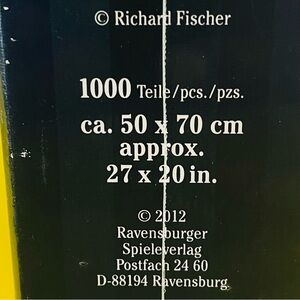 © Richard Fischer
1000 Teile/pcs./pzs.
ca. 50 x 70 cm
approx.
27 x 20 in.
© 2012
Ravensburger
Spieleverlag
Postfach 24 60
D-88194 Ravensburg